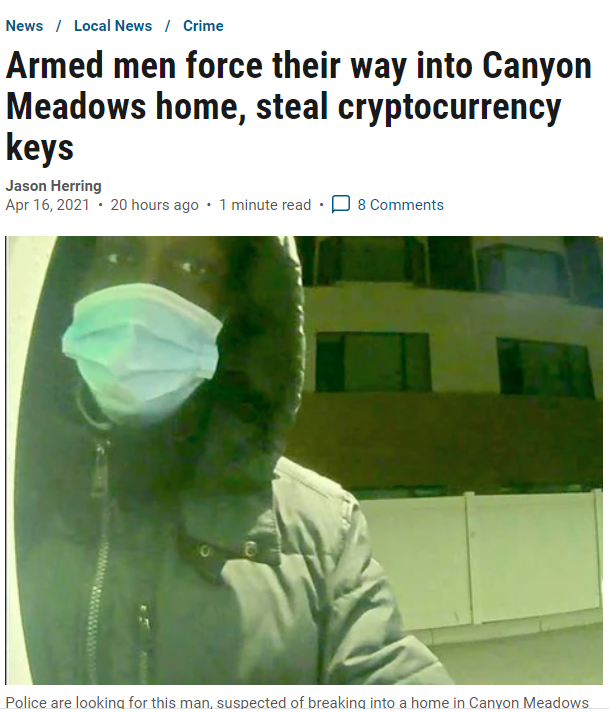 News / Local News / Crime
Armed men force their way into Canyon
Meadows home, steal cryptocurrency
keys
Jason Herring
Apr 16, 2021 • 20 hours ago • 1 minute read • 8 Comments
Police are looking for this man, suspected of breaking into a home in Canyon Meadows